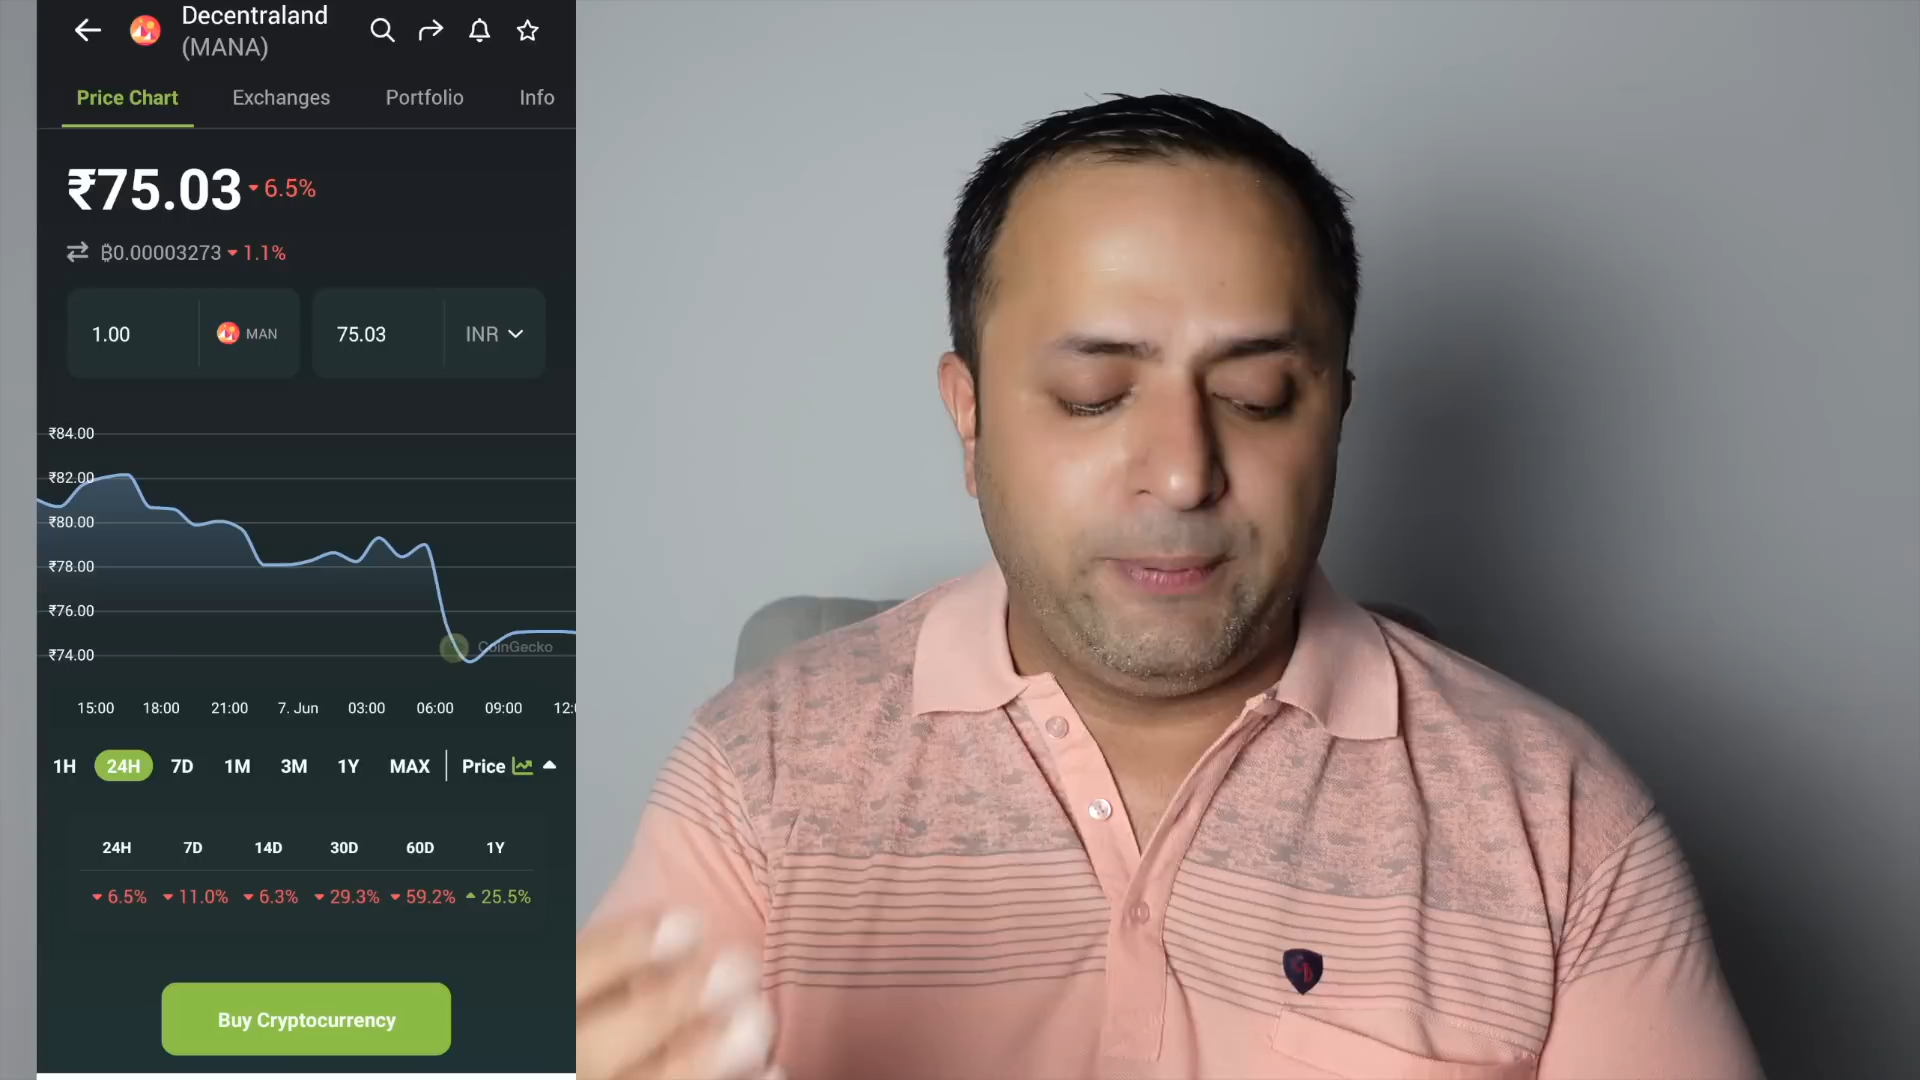 Decentraland
(MANA)
Price Chart
Exchanges
Portfolio
Info
₹75.03
6.5%
₿0.00003273
1.1%
1.00
MAN
75.03
INR
₹84.00
₹82.00
₹80.00
₹78.00
₹76.00
₹74.00
CoinGecko
15:00 18:00 21:00 7. Jun 03:00 06:00 09:00 12:
1H 24H 7D 1M 3M 1Y MAX Price
24H 7D 14D 30D 60D 1Y
6.5% 11.0% 6.3% 29.3% 59.2% 25.5%
Buy Cryptocurrency